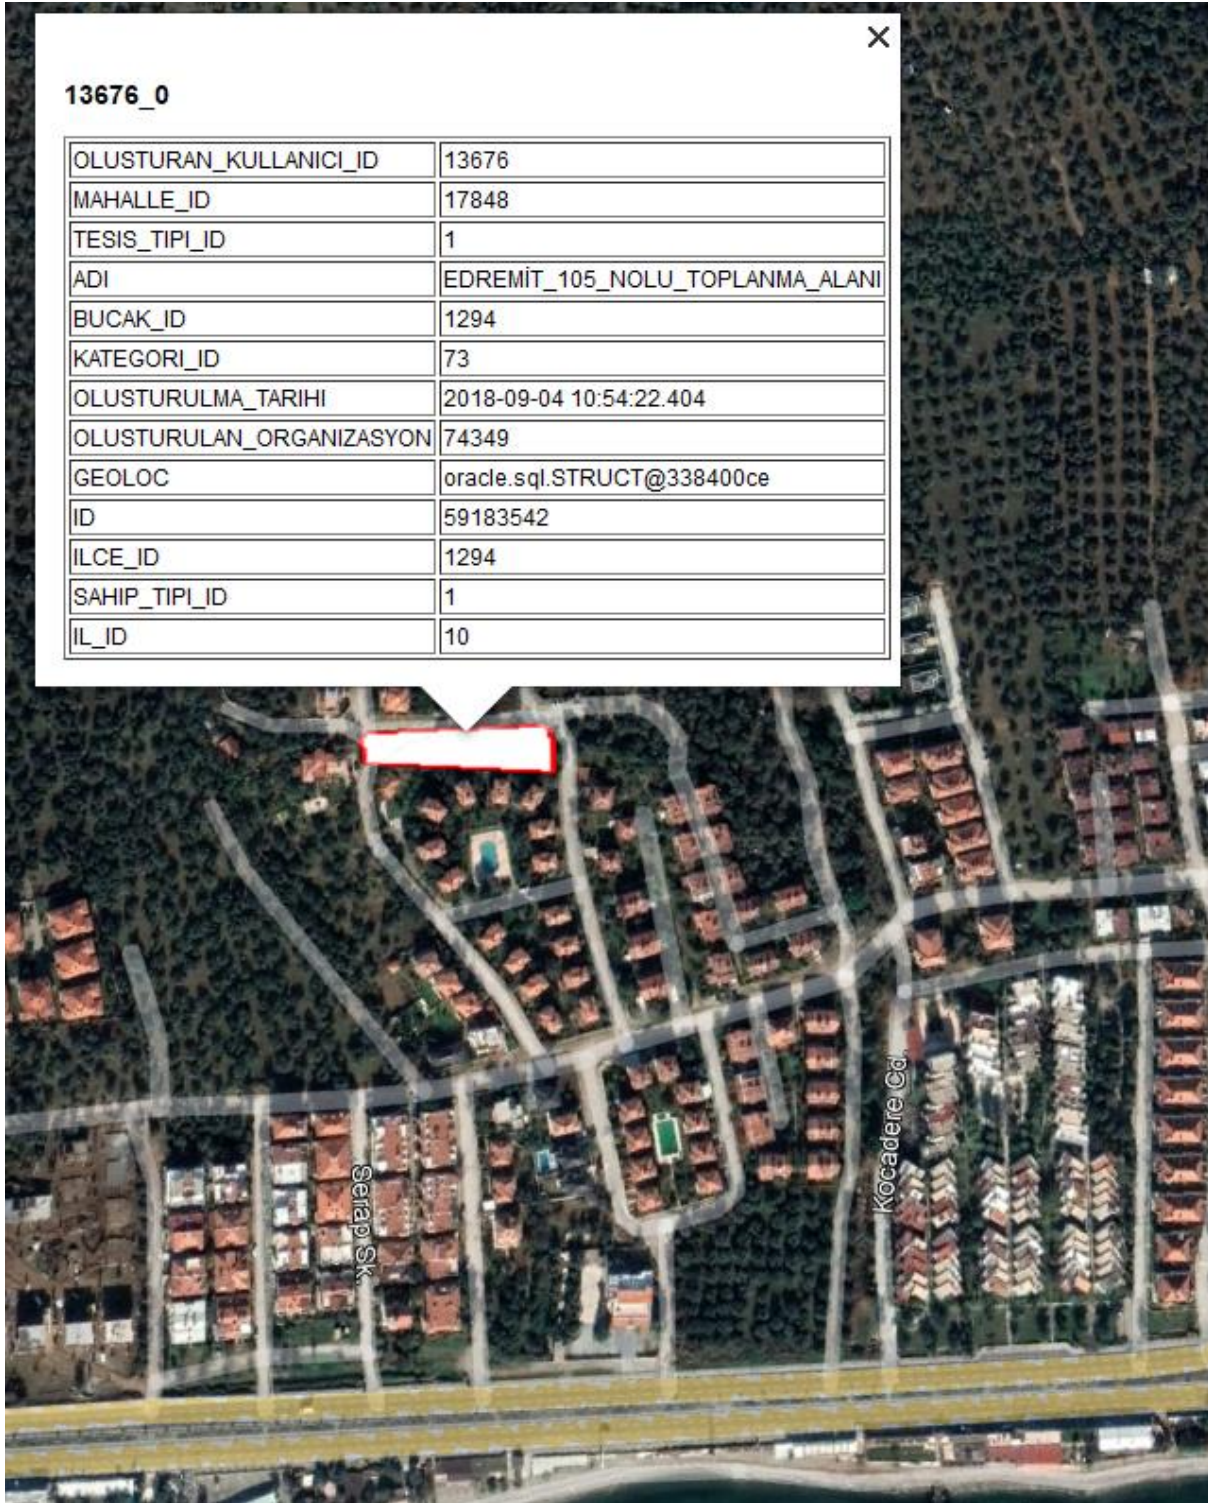 13676_0
OLUSTURAN_KULLANICI_ID 13676
MAHALLE_ID 17848
TESIS_TIPI_ID 1
ADI EDREMİT_105_NOLU_TOPLANMA_ALANI
BUCAK_ID 1294
KATEGORI_ID 73
OLUSTURULMA_TARIHI 2018-09-04 10:54:22.404
OLUSTURULAN_ORGANIZASYON 74349
GEOLOC oracle.sql.STRUCT@338400ce
ID 59183542
ILCE_ID 1294
SAHIP_TIPI_ID 1
IL_ID 10
Kocadere Cd.
Serap Sk.